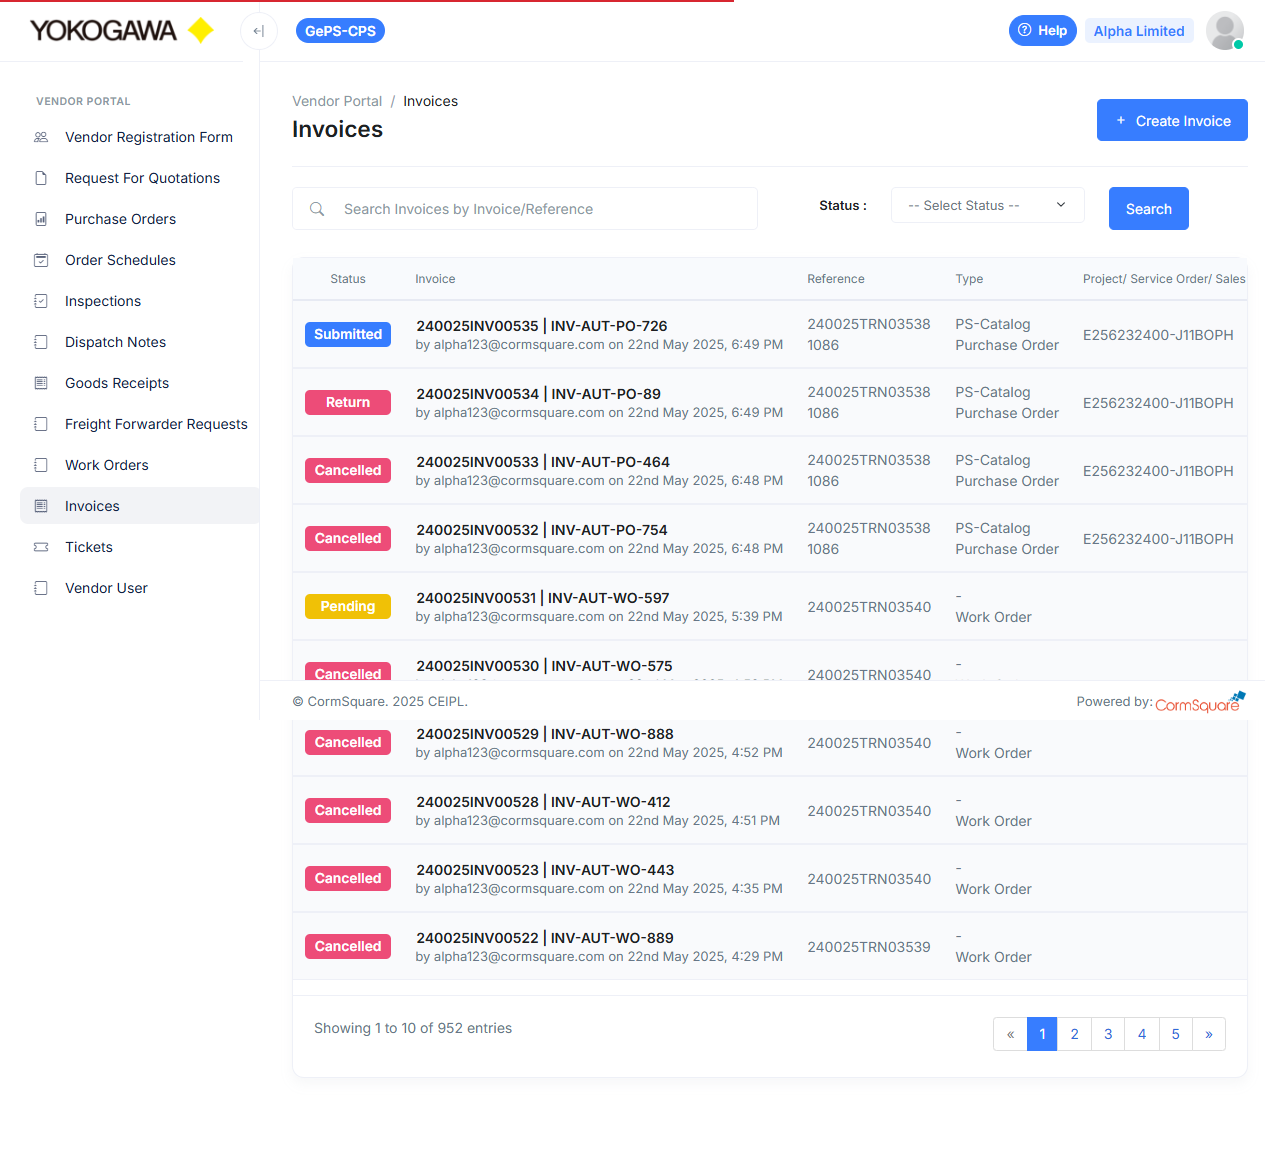 YOKOGAWA
GePS-CPS
Help
Alpha Limited
VENDOR PORTAL
Vendor Registration Form
Request For Quotations
Purchase Orders
Order Schedules
Inspections
Dispatch Notes
Goods Receipts
Freight Forwarder Requests
Work Orders
Invoices
Tickets
Vendor User
Vendor Portal / Invoices
Invoices
+ Create Invoice
Search Invoices by Invoice/Reference
Status :
-- Select Status --
Search
Status Invoice Reference Type Project/ Service Order/ Sales
Submitted 240025INV00535 | INV-AUT-PO-726 240025TRN03538 PS-Catalog E256232400-J11BOPH
by alpha123@cormsquare.com on 22nd May 2025, 6:49 PM 1086 Purchase Order
Return 240025INV00534 | INV-AUT-PO-89 240025TRN03538 PS-Catalog E256232400-J11BOPH
by alpha123@cormsquare.com on 22nd May 2025, 6:49 PM 1086 Purchase Order
Cancelled 240025INV00533 | INV-AUT-PO-464 240025TRN03538 PS-Catalog E256232400-J11BOPH
by alpha123@cormsquare.com on 22nd May 2025, 6:48 PM 1086 Purchase Order
Cancelled 240025INV00532 | INV-AUT-PO-754 240025TRN03538 PS-Catalog E256232400-J11BOPH
by alpha123@cormsquare.com on 22nd May 2025, 6:48 PM 1086 Purchase Order
Pending 240025INV00531 | INV-AUT-WO-597 240025TRN03540 -
by alpha123@cormsquare.com on 22nd May 2025, 5:39 PM Work Order
Cancelled 240025INV00530 | INV-AUT-WO-575 240025TRN03540 -
© CormSquare. 2025 CEIPL. Powered by: CormSquare
Cancelled 240025INV00529 | INV-AUT-WO-888 240025TRN03540 -
by alpha123@cormsquare.com on 22nd May 2025, 4:52 PM Work Order
Cancelled 240025INV00528 | INV-AUT-WO-412 240025TRN03540 -
by alpha123@cormsquare.com on 22nd May 2025, 4:51 PM Work Order
Cancelled 240025INV00523 | INV-AUT-WO-443 240025TRN03540 -
by alpha123@cormsquare.com on 22nd May 2025, 4:35 PM Work Order
Cancelled 240025INV00522 | INV-AUT-WO-889 240025TRN03539 -
by alpha123@cormsquare.com on 22nd May 2025, 4:29 PM Work Order
Showing 1 to 10 of 952 entries
« 1 2 3 4 5 »